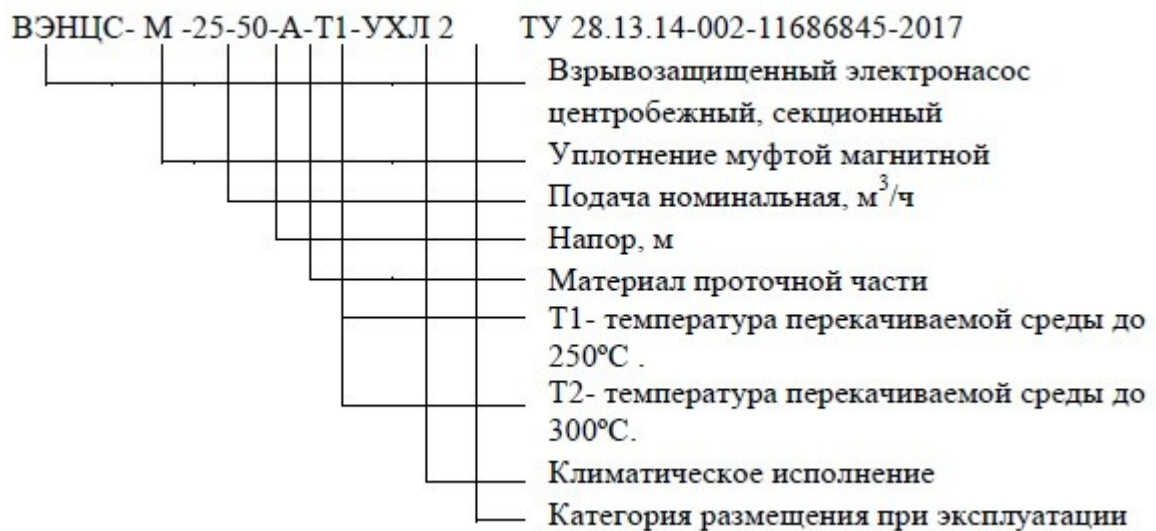 ВЭНЦС- М -25-50-А-Т1-УХЛ 2 ТУ 28.13.14-002-11686845-2017
Взрывозащищенный электронасос
центробежный, секционный
Уплотнение муфтой магнитной
Подача номинальная, м³/ч
Напор, м
Материал проточной части
Т1- температура перекачиваемой среды до
250ºС .
Т2- температура перекачиваемой среды до
300ºС.
Климатическое исполнение
Категория размещения при эксплуатации